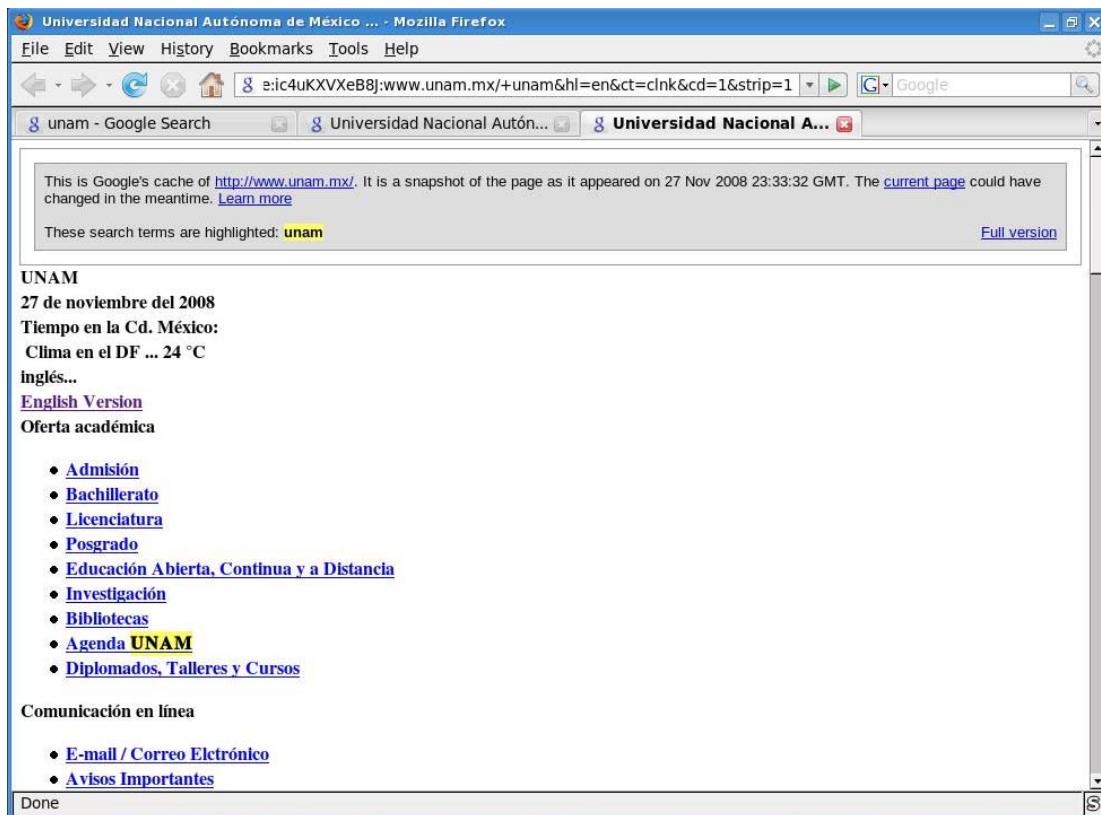 Universidad Nacional Autónoma de México ... - Mozilla Firefox
File Edit View History Bookmarks Tools Help
e:ic4uKXVXeB8J:www.unam.mx/+unam&hl=en&ct=clnk&cd=1&strip=1 G Google
unam - Google Search Universidad Nacional Autón... Universidad Nacional A...
This is Google's cache of http://www.unam.mx/. It is a snapshot of the page as it appeared on 27 Nov 2008 23:33:32 GMT. The current page could have
changed in the meantime. Learn more
These search terms are highlighted: unam Full version
UNAM
27 de noviembre del 2008
Tiempo en la Cd. México:
Clima en el DF ... 24 °C
inglés...
English Version
Oferta académica
Admisión
Bachillerato
Licenciatura
Posgrado
Educación Abierta, Continua y a Distancia
Investigación
Bibliotecas
Agenda UNAM
Diplomados, Talleres y Cursos
Comunicación en línea
E-mail / Correo Elctrónico
Avisos Importantes
Done